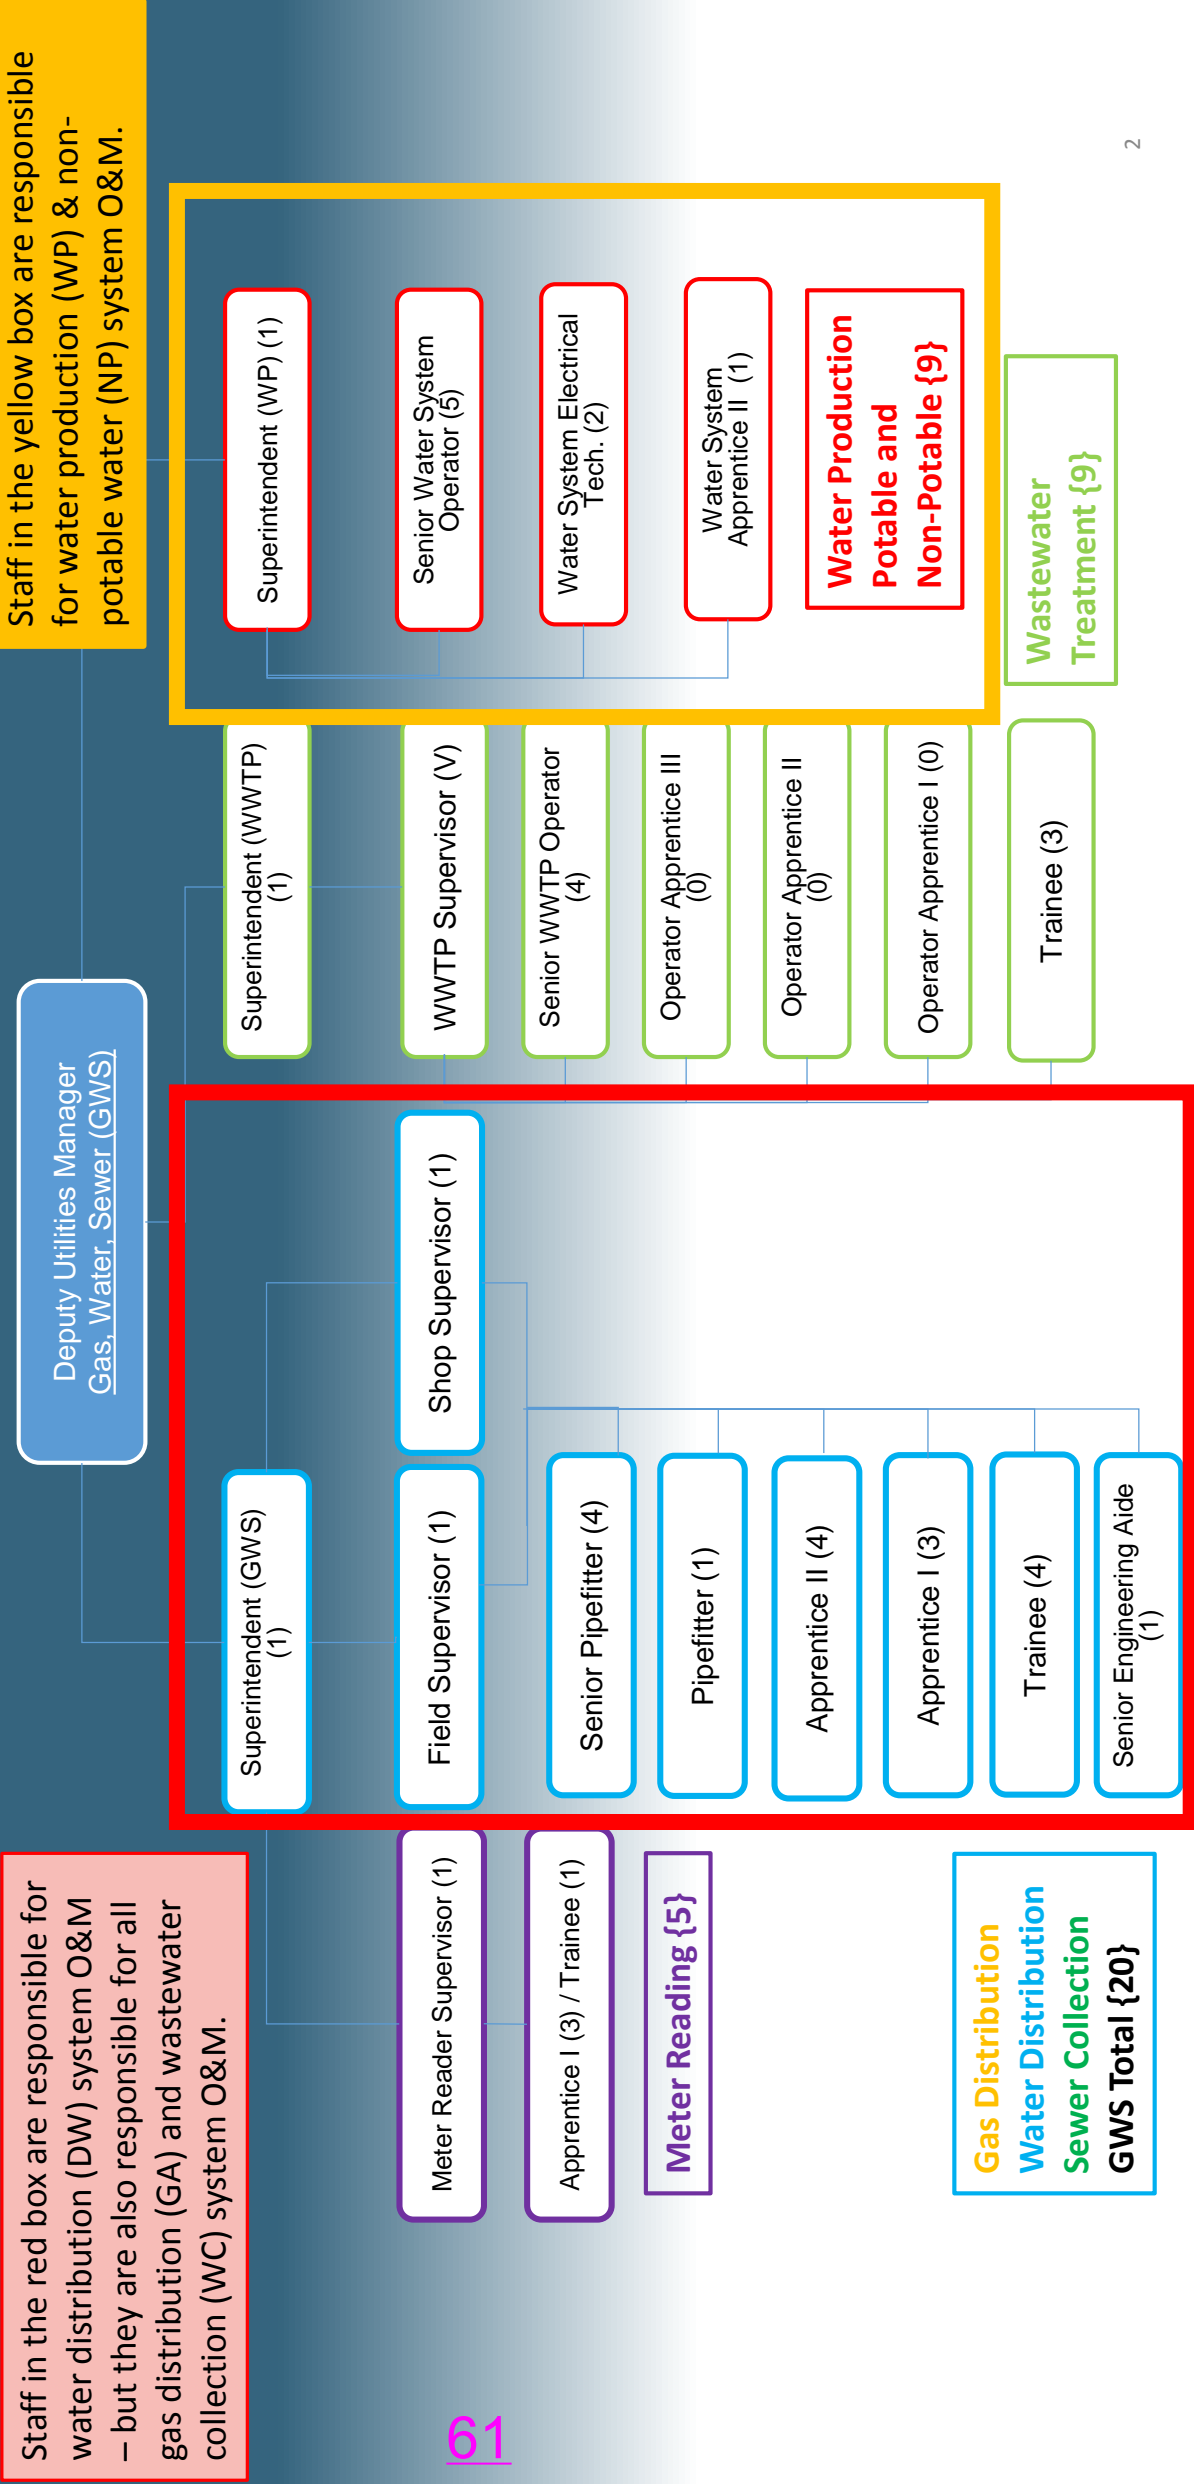 Staff in the red box are responsible for
water distribution (DW) system O&M
– but they are also responsible for all
gas distribution (GA) and wastewater
collection (WC) system O&M.
Deputy Utilities Manager
Gas, Water, Sewer (GWS)
Staff in the yellow box are responsible
for water production (WP) & non-
potable water (NP) system O&M.
Superintendent (GWS)
(1)
Superintendent (WWTP)
(1)
Superintendent (WP) (1)
Meter Reader Supervisor (1)
Field Supervisor (1)
Shop Supervisor (1)
WWTP Supervisor (V)
Senior Water System
Operator (5)
Apprentice I (3) / Trainee (1)
Senior Pipefitter (4)
Senior WWTP Operator
(4)
Water System Electrical
Tech. (2)
Meter Reading {5}
Pipefitter (1)
Operator Apprentice III
(0)
Water System
Apprentice II  (1)
Apprentice II (4)
Operator Apprentice II
(0)
Water Production
Potable and
Non-Potable {9}
Apprentice I (3)
Operator Apprentice I (0)
Gas Distribution
Water Distribution
Sewer Collection
GWS Total {20}
Trainee (4)
Trainee (3)
Wastewater
Treatment {9}
Senior Engineering Aide
(1)
2
61